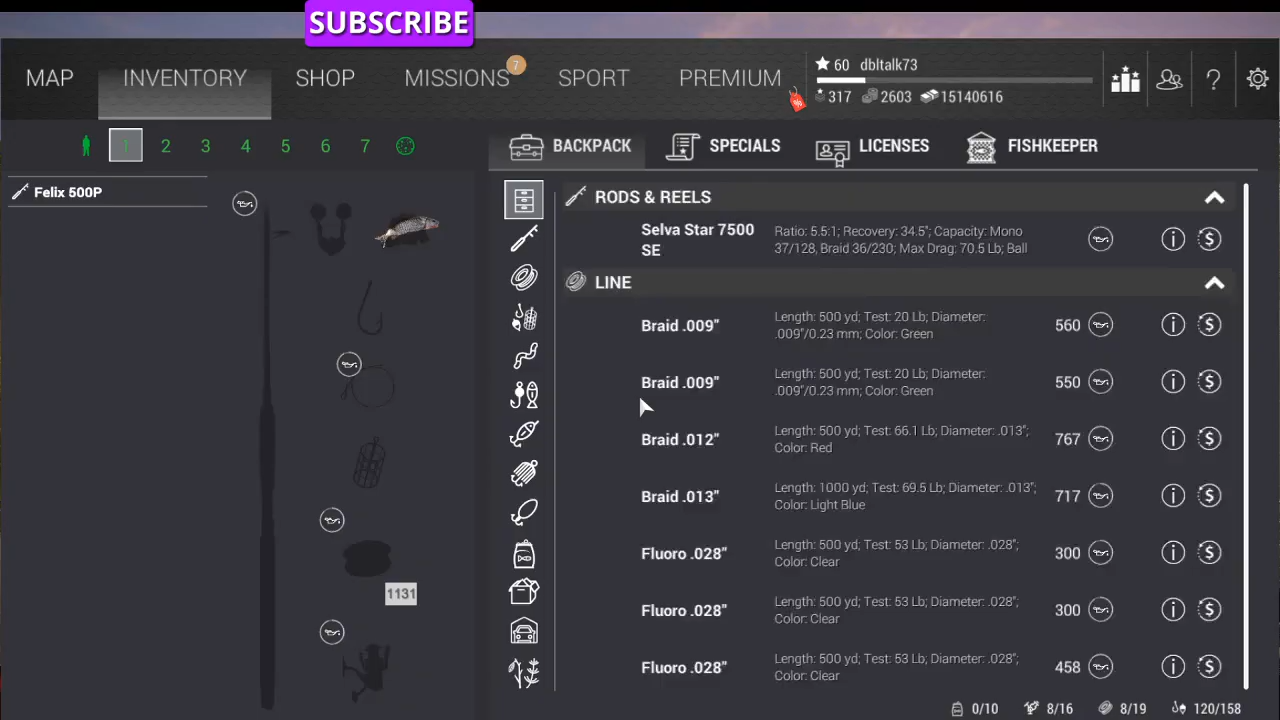 SUBSCRIBE
MAP
INVENTORY
SHOP
MISSIONS
7
SPORT
PREMIUM
%
60 dbltalk73
317 2603 15140616
?
1 2 3 4 5 6 7
BACKPACK
SPECIALS
LICENSES
FISHKEEPER
Felix 500P
1131
RODS & REELS
Selva Star 7500 SE
Ratio: 5.5:1; Recovery: 34.5"; Capacity: Mono
37/128, Braid 36/230; Max Drag: 70.5 Lb; Ball
LINE
Braid .009"
Length: 500 yd; Test: 20 Lb; Diameter:
.009"/0.23 mm; Color: Green
560
Braid .009"
Length: 500 yd; Test: 20 Lb; Diameter:
.009"/0.23 mm; Color: Green
550
Braid .012"
Length: 500 yd; Test: 66.1 Lb; Diameter: .013";
Color: Red
767
Braid .013"
Length: 1000 yd; Test: 69.5 Lb; Diameter: .013";
Color: Light Blue
717
Fluoro .028"
Length: 500 yd; Test: 53 Lb; Diameter: .028";
Color: Clear
300
Fluoro .028"
Length: 500 yd; Test: 53 Lb; Diameter: .028";
Color: Clear
300
Fluoro .028"
Length: 500 yd; Test: 53 Lb; Diameter: .028";
Color: Clear
458
0/10 8/16 8/19 120/158